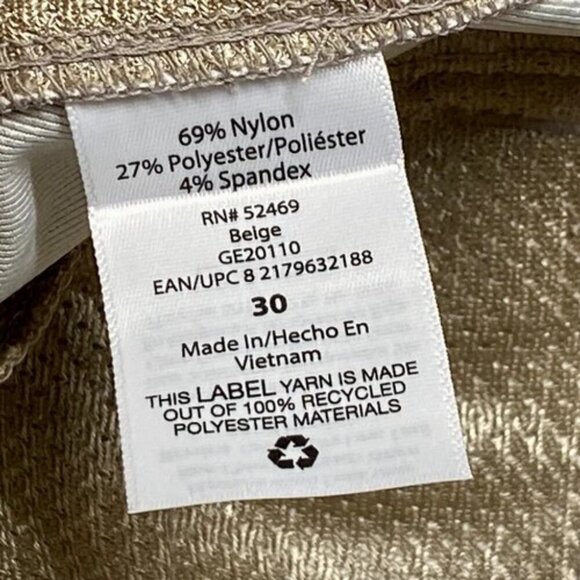 69% Nylon
27% Polyester/Poliéster
4% Spandex
RN# 52469
Beige
GE20110
EAN/UPC 8 2179632188
30
Made In/Hecho En
Vietnam
THIS LABEL YARN IS MADE
OUT OF 100% RECYCLED
POLYESTER MATERIALS